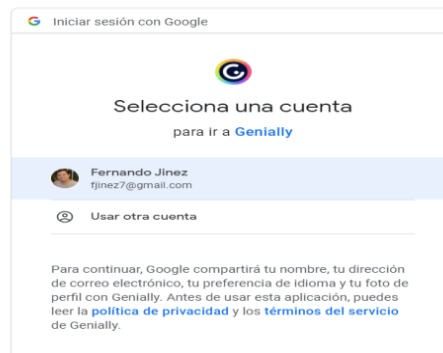 Iniciar sesión con Google
Selecciona una cuenta
para ir a Genially
Fernando Jinez
fjinez7@gmail.com
Usar otra cuenta
Para continuar, Google compartirá tu nombre, tu dirección
de correo electrónico, tu preferencia de idioma y tu foto de
perfil con Genially. Antes de usar esta aplicación, puedes
leer la política de privacidad y los términos del servicio
de Genially.